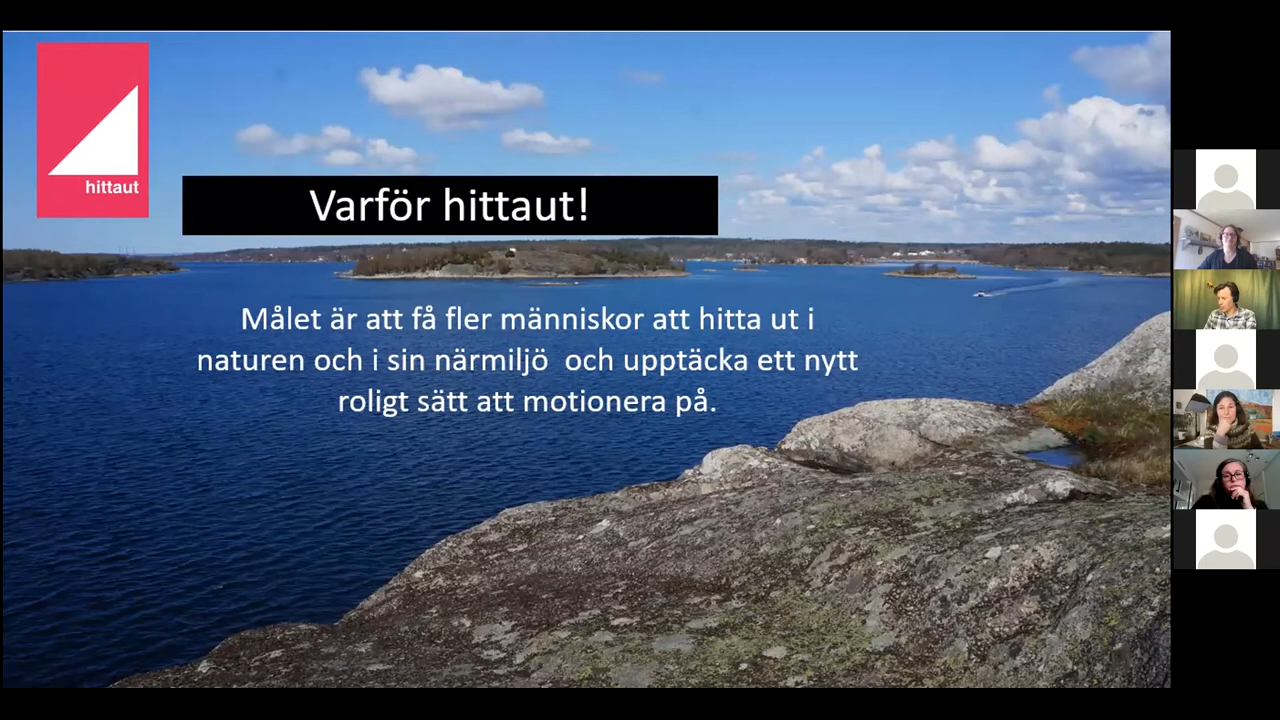 hittaut
Varför hittaut!
Målet är att få fler människor att hitta ut i
naturen och i sin närmiljö  och upptäcka ett nytt
roligt sätt att motionera på.